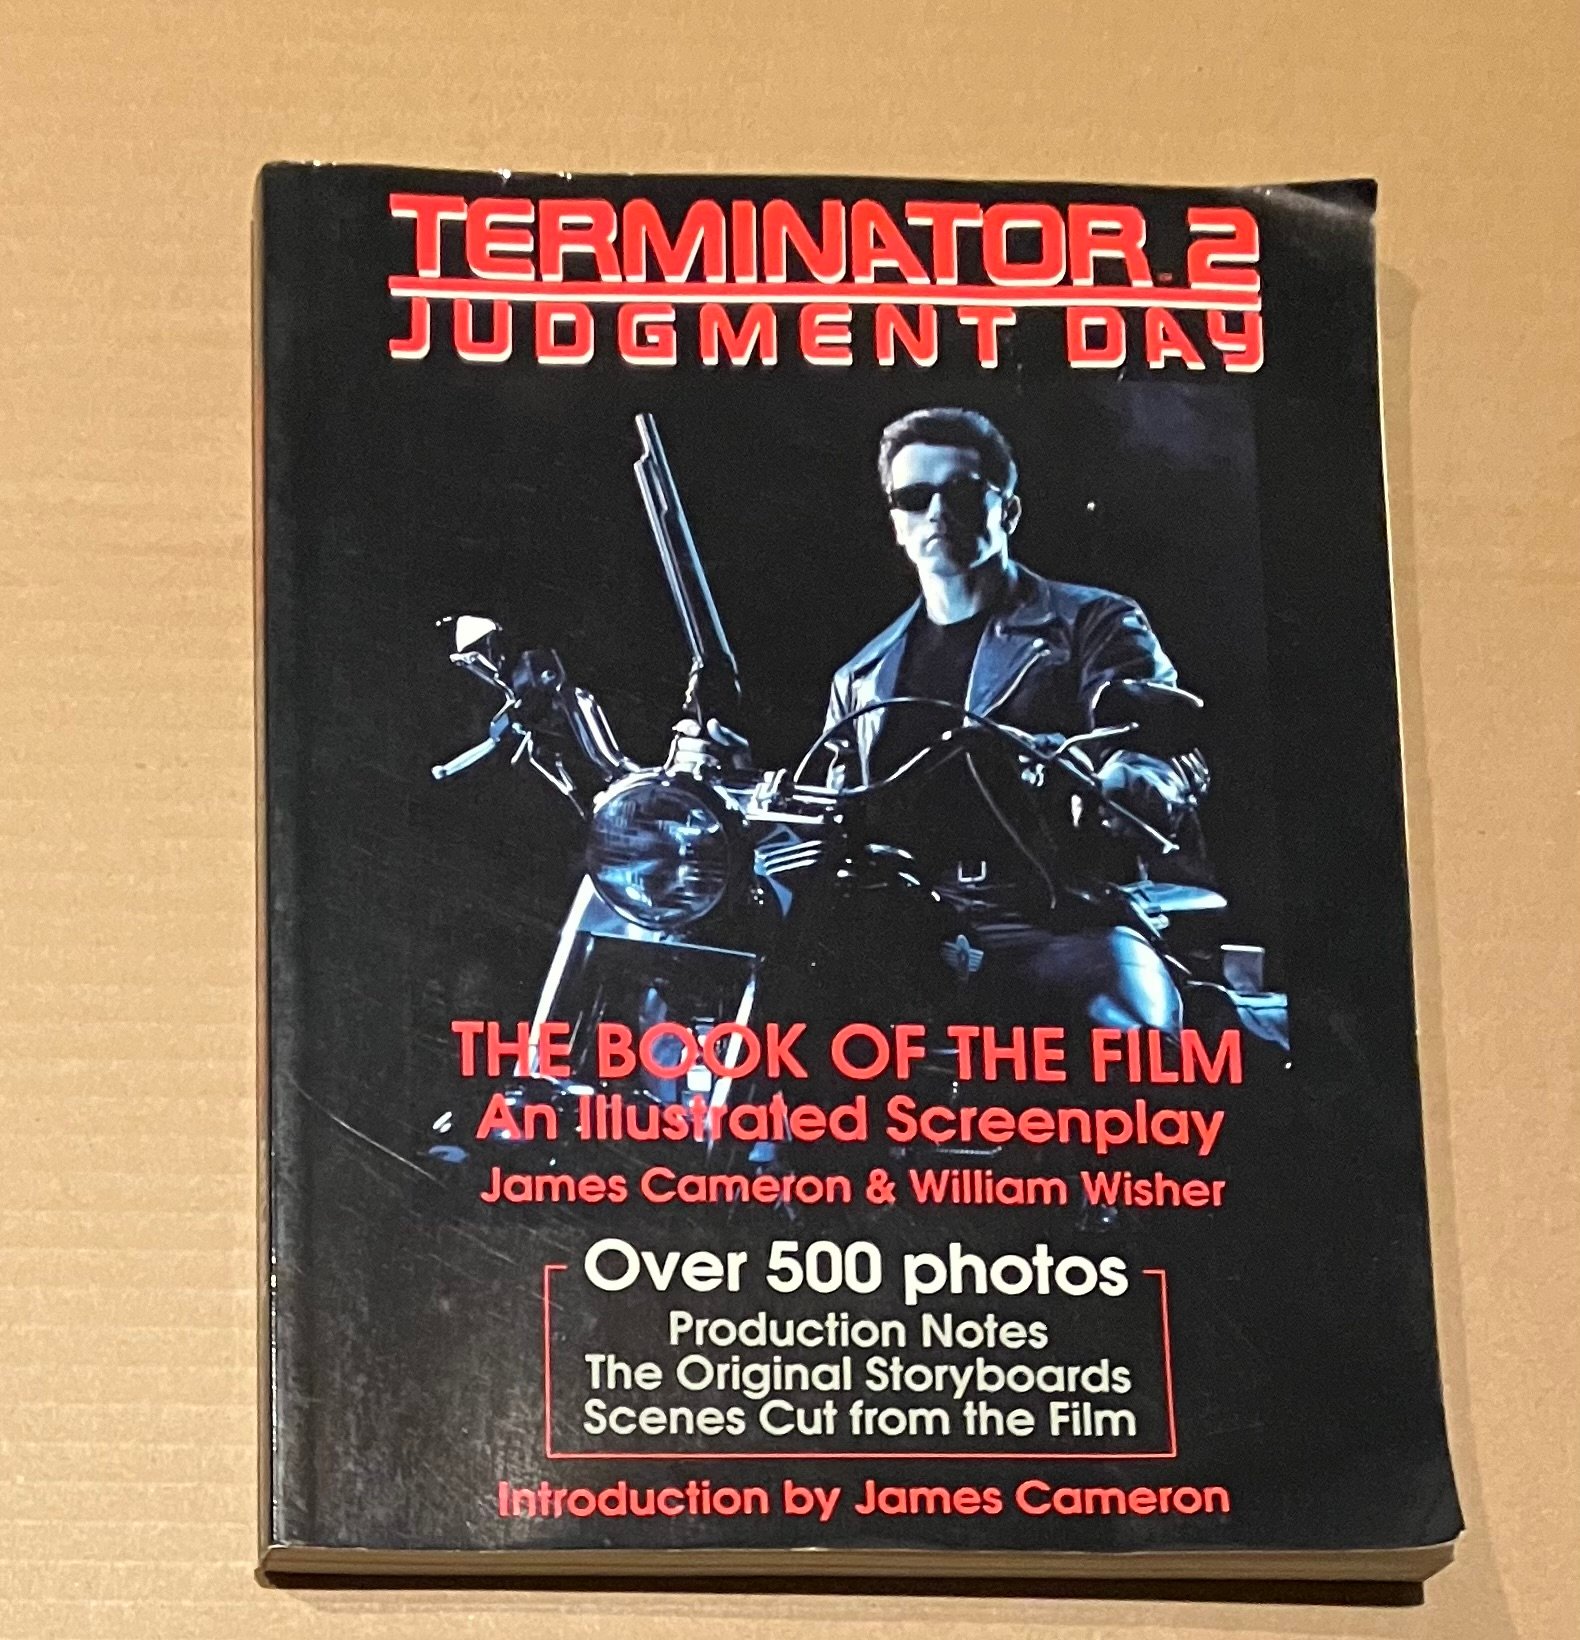 TERMINATOR 2
JUDGMENT DAY
THE BOOK OF THE FILM
An Illustrated Screenplay
James Cameron & William Wisher
Over 500 photos
Production Notes
The Original Storyboards
Scenes Cut from the Film
Introduction by James Cameron